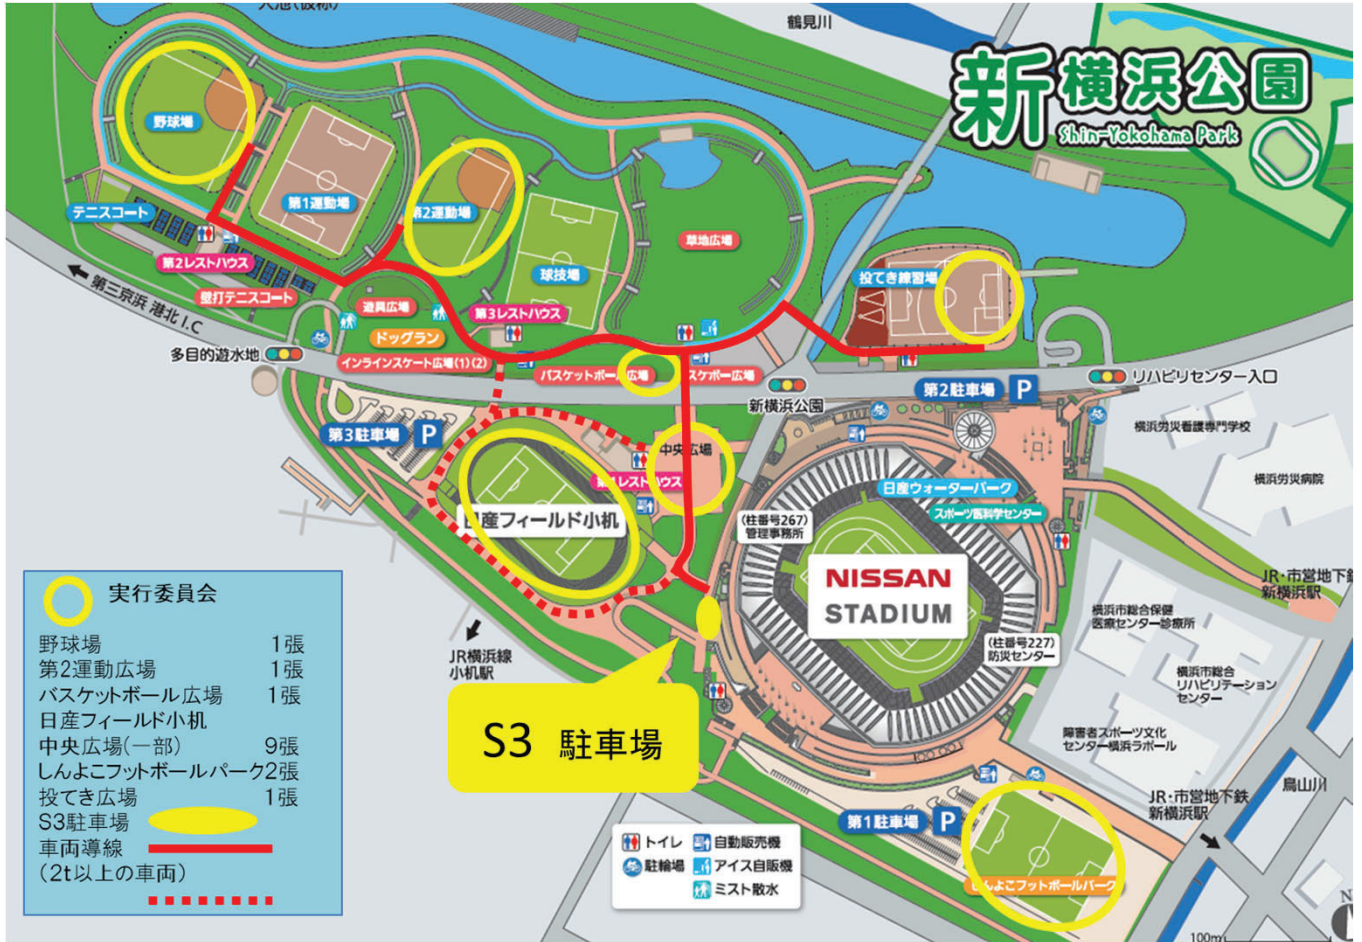 鶴見川
新横浜公園
Shin-Yokohama Park
野球場
第1運動場
第2運動場
テニスコート
第2レストハウス
壁打テニスコート
球技場
草地広場
投てき練習場
遊具広場
第3レストハウス
ドッグラン
インラインスケート広場(1)(2)
バスケットボール広場
スケボー広場
第三京浜 港北I.C
多目的遊水地
新横浜公園
第2駐車場 P
リハビリセンター入口
第3駐車場 P
中央広場
レストハウス
日産フィールド小机
日産ウォーターパーク
スポーツ医科学センター
(柱番号267)
管理事務所
NISSAN
STADIUM
(柱番号227)
防災センター
横浜労災看護専門学校
横浜労災病院
JR・市営地下鉄
新横浜駅
横浜市総合保健
医療センター診療所
横浜市総合
リハビリテーション
センター
障害者スポーツ文化
センター横浜ラポール
JR横浜線
小机駅
S3 駐車場
JR・市営地下鉄
新横浜駅
鳥山川
第1駐車場 P
しんよこフットボールパーク
実行委員会
野球場 1張
第2運動広場 1張
バスケットボール広場 1張
日産フィールド小机
中央広場(一部) 9張
しんよこフットボールパーク2張
投てき広場 1張
S3駐車場
車両導線
(2t以上の車両)
トイレ 自動販売機
駐輪場 アイス自販機
ミスト散水
100m
N